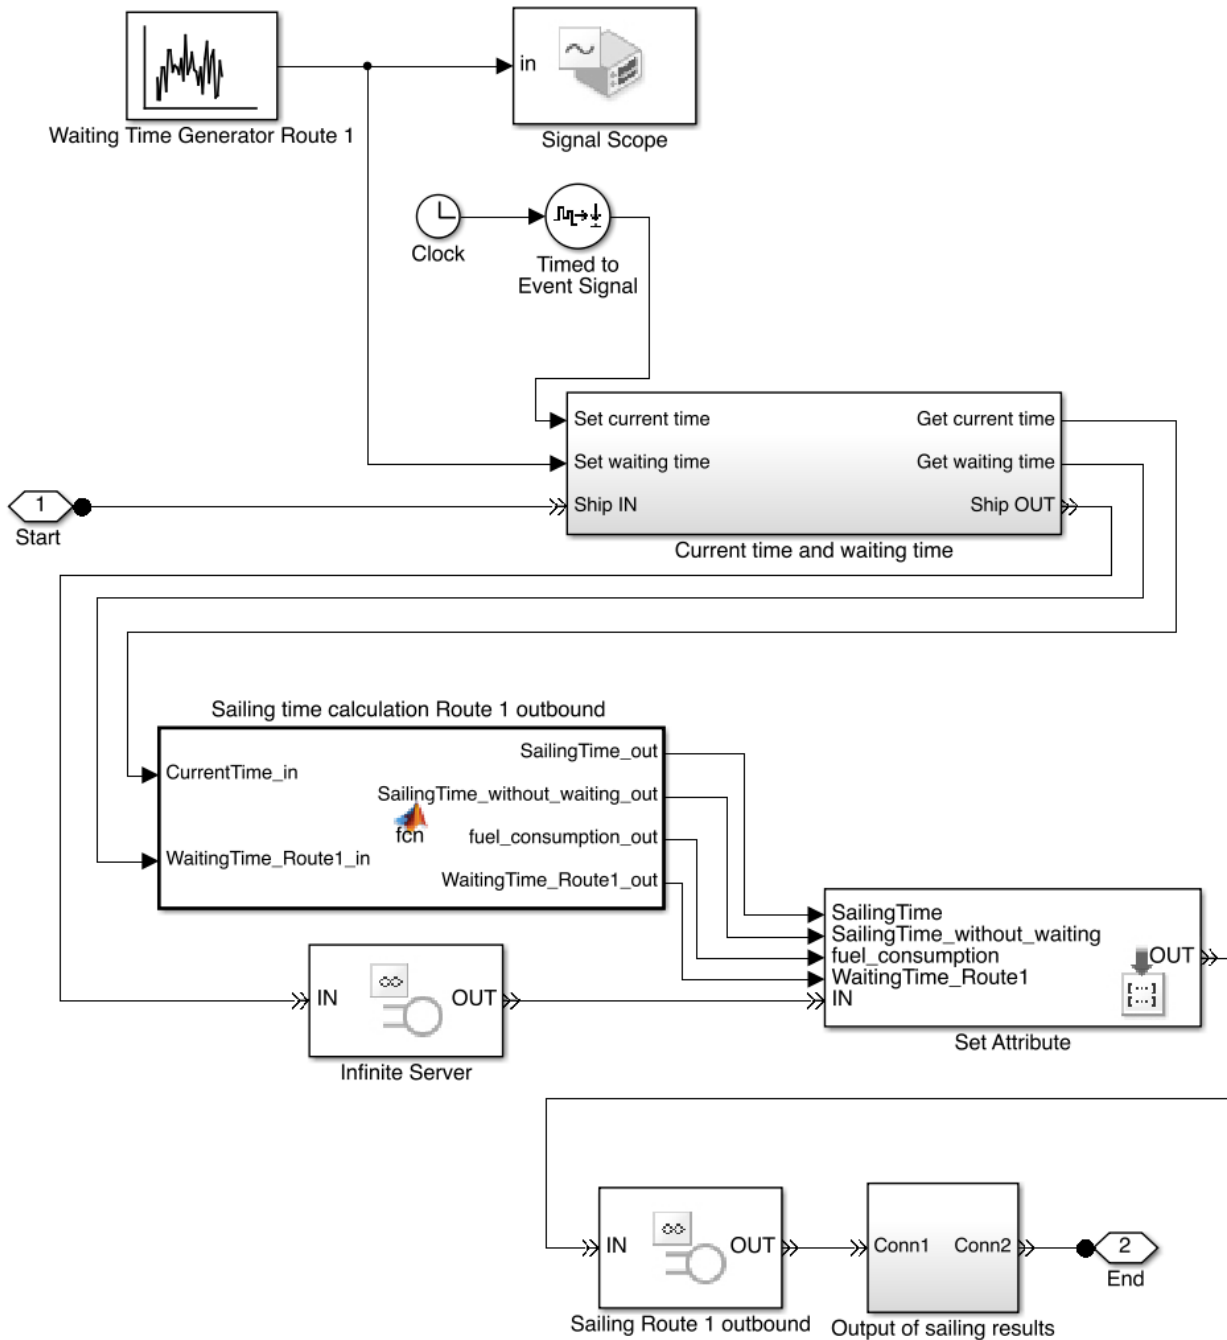 in
Waiting Time Generator Route 1
Signal Scope
Clock
Timed to
Event Signal
Set current time
Get current time
Set waiting time
Get waiting time
1
Ship IN
Ship OUT
Start
Current time and waiting time
Sailing time calculation Route 1 outbound
SailingTime_out
CurrentTime_in
SailingTime_without_waiting_out
fcn
fuel_consumption_out
WaitingTime_Route1_in
WaitingTime_Route1_out
SailingTime
SailingTime_without_waiting
fuel_consumption
OUT
WaitingTime_Route1
IN
[...]
[...]
IN
∞
OUT
Set Attribute
Infinite Server
IN
∞
OUT
Conn1
Conn2
2
End
Sailing Route 1 outbound
Output of sailing results